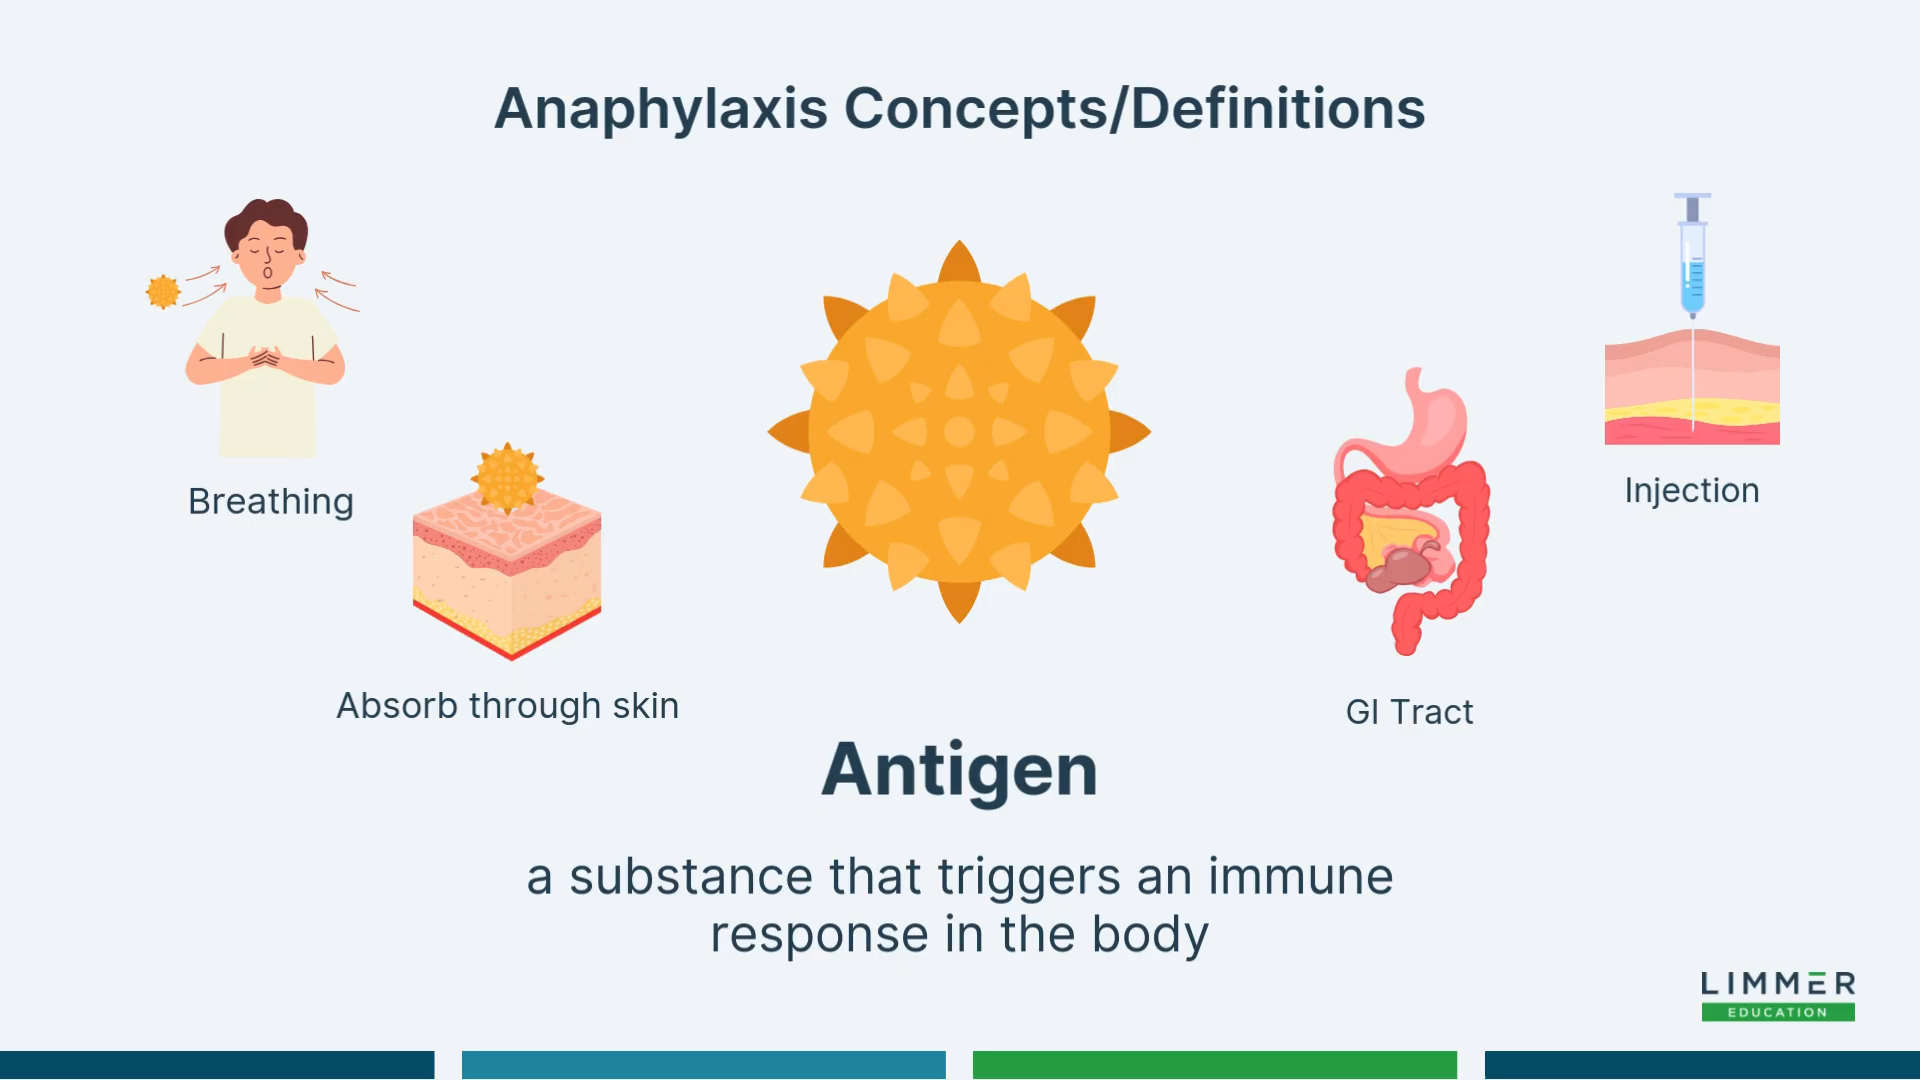 Anaphylaxis Concepts/Definitions
Breathing
Absorb through skin
GI Tract
Injection
Antigen
a substance that triggers an immune
response in the body
LIMMER
EDUCATION